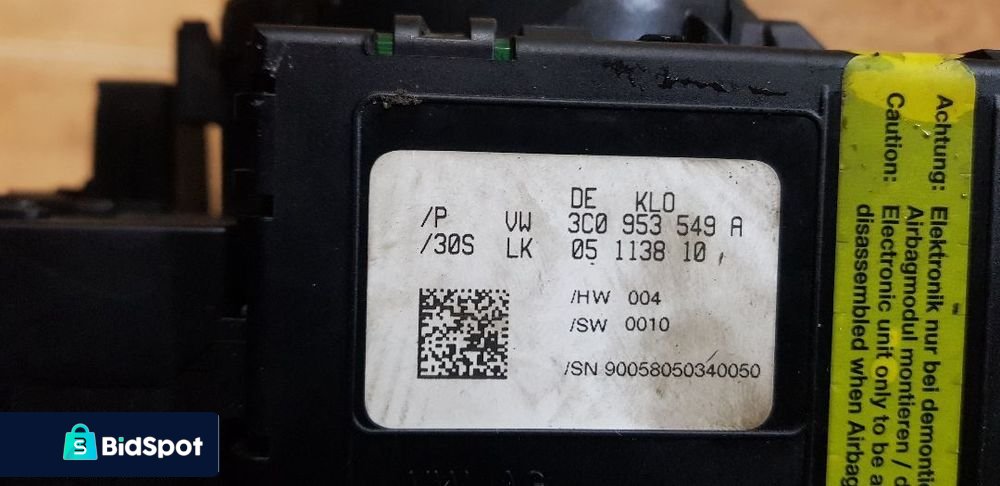 DE KLO
/P VW 3C0 953 549 A
/30S LK 05 1138 10
/HW 004
/SW 0010
/SN 90058050340050
Achtung: Elektronik nur bei demonti
Airbagmodul montieren / d
Caution: Electronic unit only to be a
disassembled when Airbag
S
BidSpot